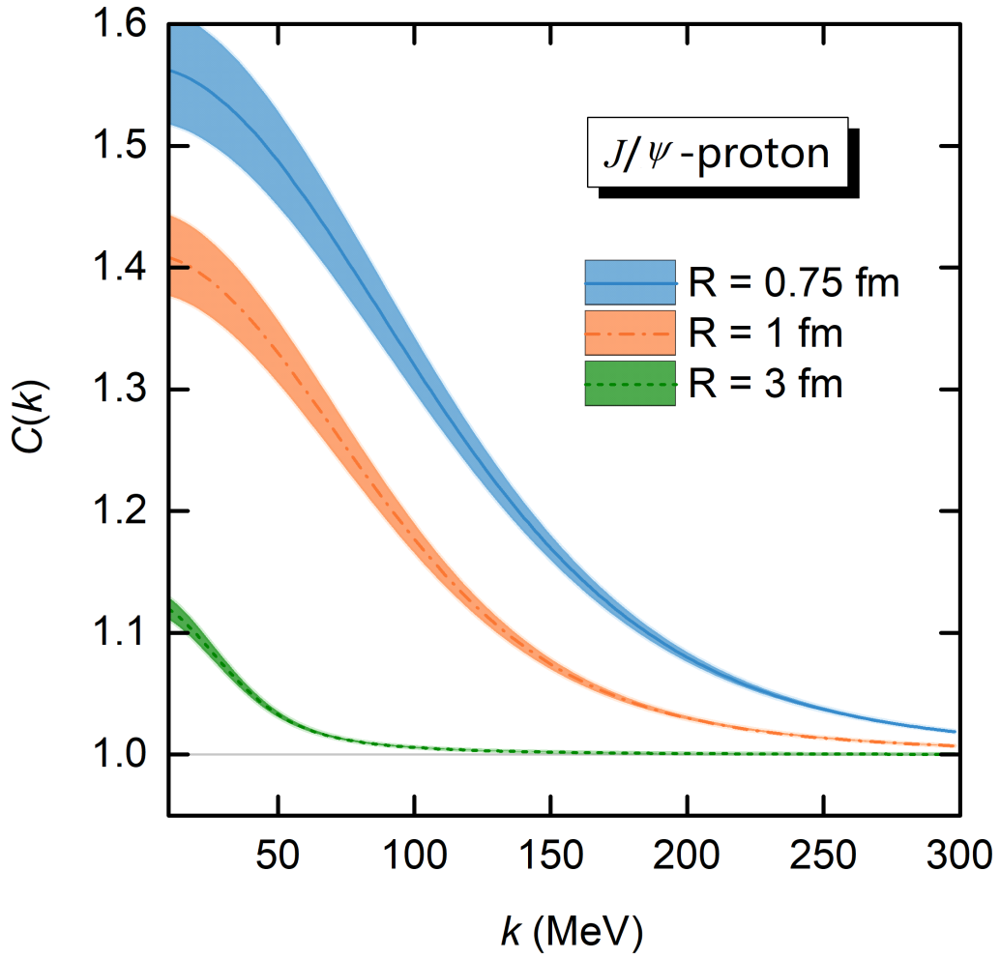 1.6
1.5
1.4
1.3
1.2
1.1
1.0
C(k)
J/ψ-proton
R = 0.75 fm
R = 1 fm
R = 3 fm
50 100 150 200 250 300
k (MeV)